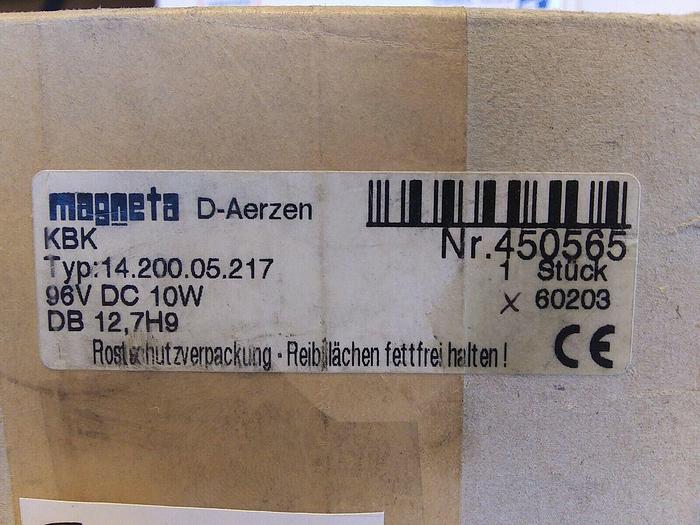 magneta D-Aerzen
KBK
Nr.450565
Typ:14.200.05.217
1 Stück
96V DC 10W
x 60203
DB 12,7H9
CE
Rostschutzverpackung - Reibflächen fettfrei halten!